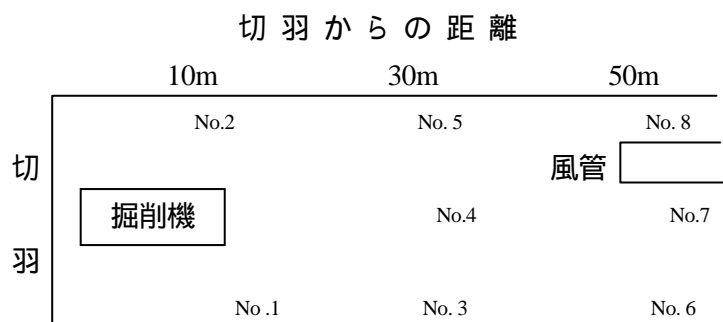 切 羽 か ら の 距 離
10m 30m 50m
No.2 No. 5 No. 8
切
風管
掘削機
No.4 No.7
羽
No .1 No. 3 No. 6